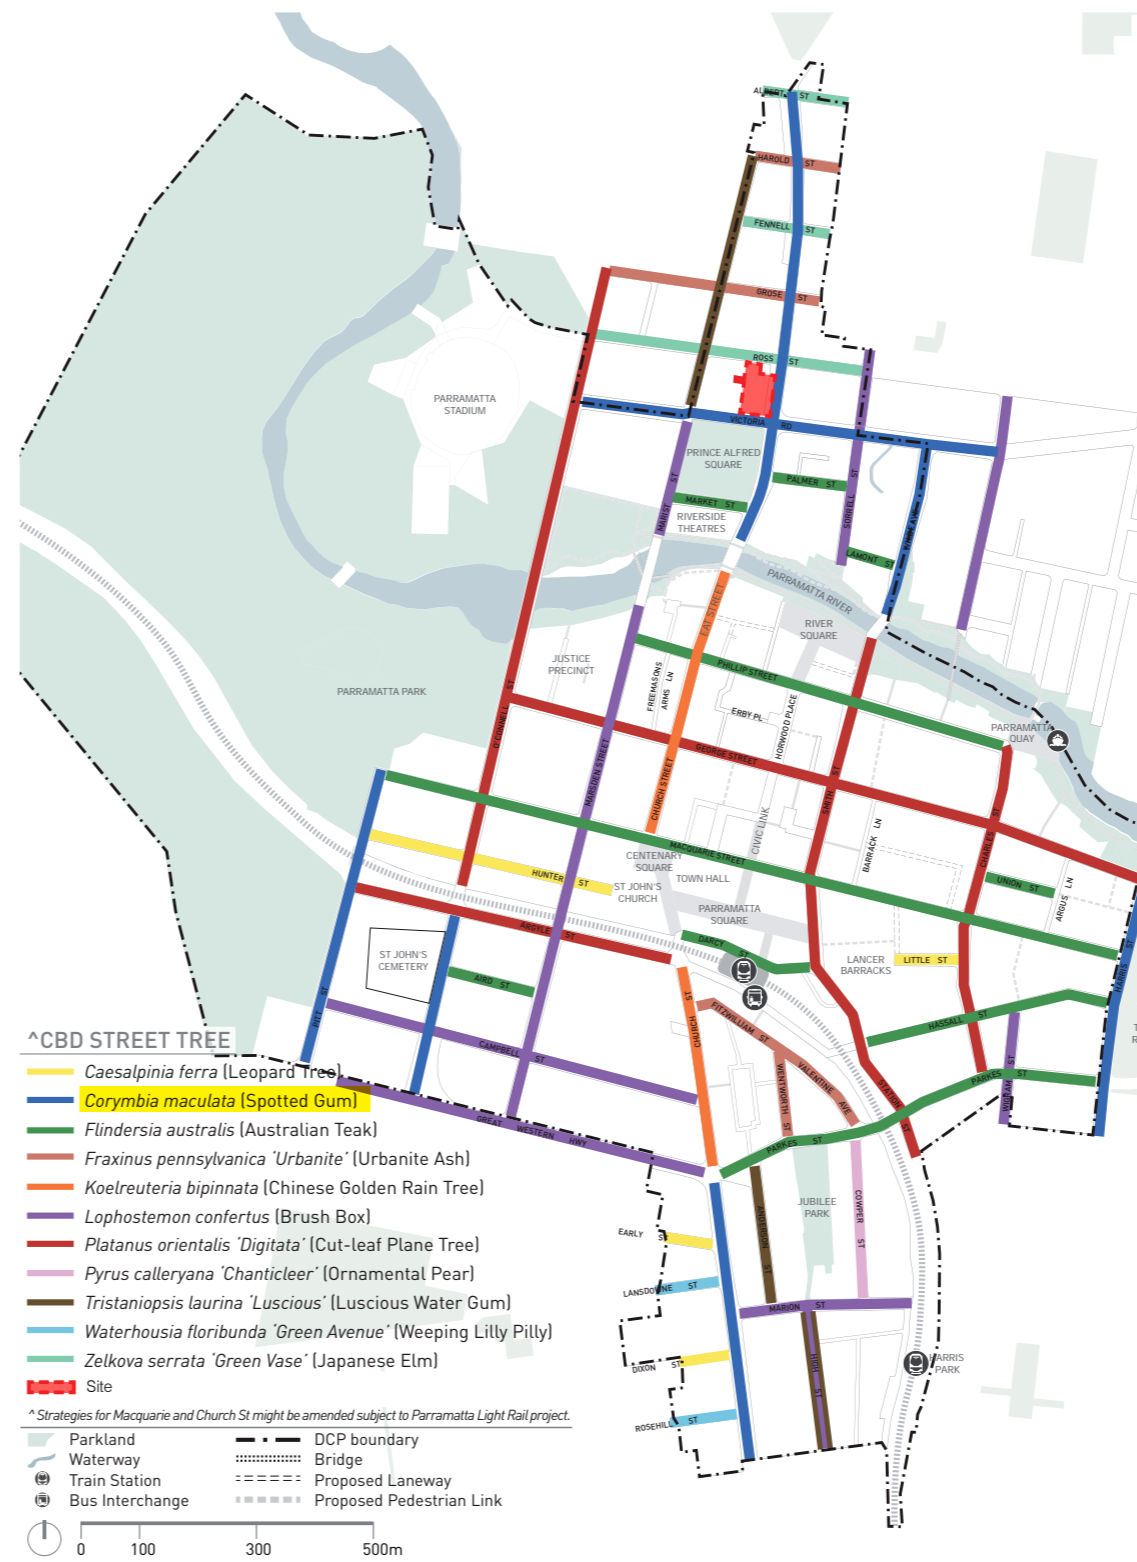 ALBERT ST
HAROLD ST
FENNELL ST
GROSE ST
ROSS ST
PARRAMATTA
STADIUM
VICTORIA RD
PRINCE ALFRED
SQUARE
PALMER ST
SORRELL ST
MARIST ST
MARKET ST
RIVERSIDE
THEATRES
LAMONT ST
PARRAMATTA RIVER
EAT STREET
RIVER
SQUARE
PHILLIP STREET
JUSTICE
PRECINCT
FREEMASONS
ARMS LN
PARRAMATTA PARK
O'CONNELL ST
ERBY PL
HORWOOD PLACE
PARRAMATTA
QUAY
GEORGE STREET
MARSDEN STREET
CHURCH STREET
SMITH ST
CIVIC LINK
BARRACK LN
CHARLES ST
MACQUARIE STREET
CENTENARY
SQUARE
TOWN HALL
HUNTER ST
ST JOHN'S
CHURCH
UNION ST
ARGUS LN
PARRAMATTA
SQUARE
ARGYLE ST
DARCY ST
ST JOHN'S
CEMETERY
LANCER
BARRACKS
LITTLE ST
HARRIS ST
AIRD ST
PITT ST
CHURCH ST
FITZWILLIAM ST
HASSALL ST
T
R
CAMPBELL ST
WENTWORTH ST
VALENTINE AVE
STATION ST
PARKES ST
WIGRAM ST
GREAT WESTERN HWY
PARKES ST
ANDERSON ST
JUBILEE
PARK
COWPER ST
EARLY ST
LANSDOWNE ST
MARION ST
DIXON ST
HIGH ST
HARRIS
PARK
ROSEHILL ST
^CBD STREET TREE
Caesalpinia ferra (Leopard Tree)
Corymbia maculata (Spotted Gum)
Flindersia australis (Australian Teak)
Fraxinus pennsylvanica 'Urbanite' (Urbanite Ash)
Koelreuteria bipinnata (Chinese Golden Rain Tree)
Lophostemon confertus (Brush Box)
Platanus orientalis 'Digitata' (Cut-leaf Plane Tree)
Pyrus calleryana 'Chanticleer' (Ornamental Pear)
Tristaniopsis laurina 'Luscious' (Luscious Water Gum)
Waterhousia floribunda 'Green Avenue' (Weeping Lilly Pilly)
Zelkova serrata 'Green Vase' (Japanese Elm)
Site
^ Strategies for Macquarie and Church St might be amended subject to Parramatta Light Rail project.
Parkland
Waterway
Train Station
Bus Interchange
DCP boundary
Bridge
Proposed Laneway
Proposed Pedestrian Link
0 100 300 500m